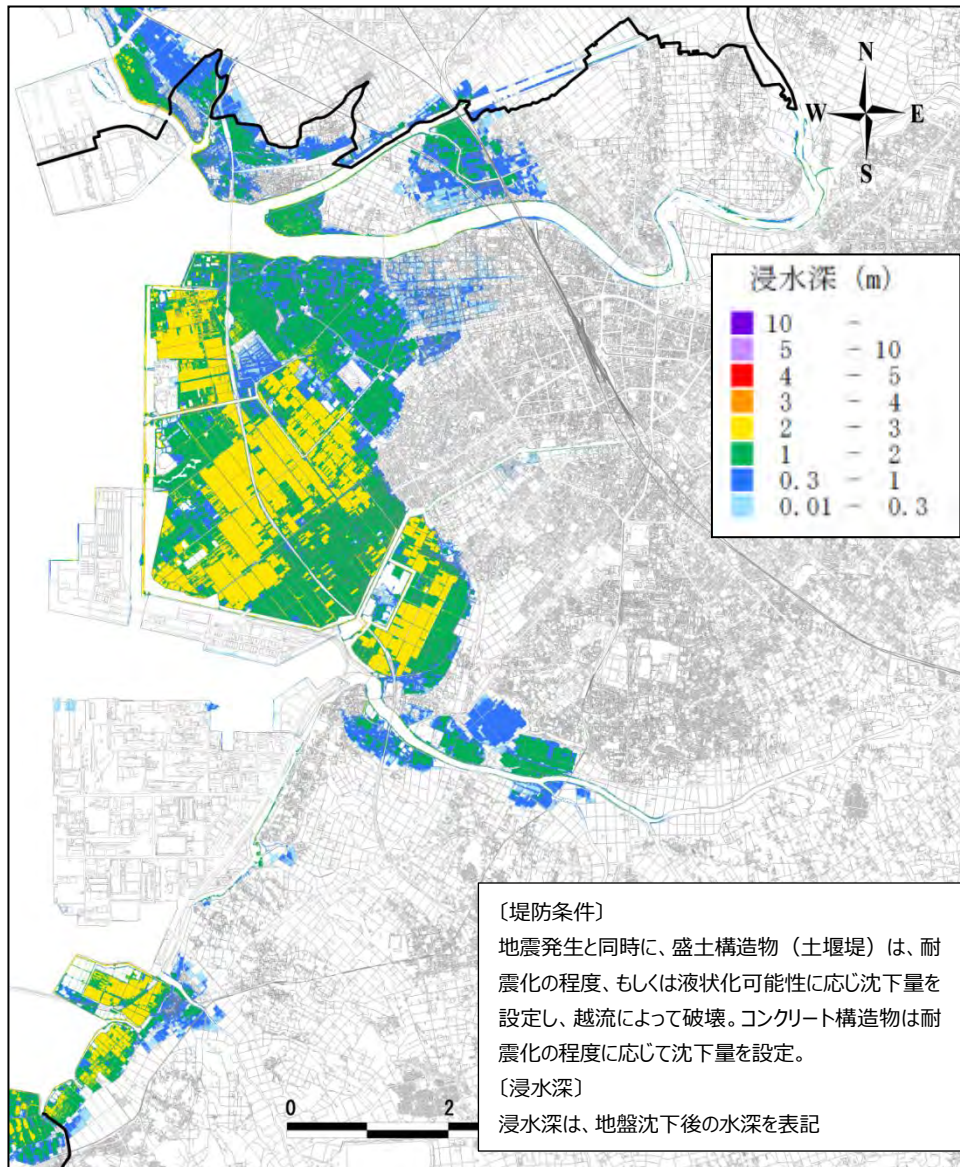 N
W E
S
浸水深 (m)
10 -
5 - 10
4 - 5
3 - 4
2 - 3
1 - 2
0.3 - 1
0.01 - 0.3
〔堤防条件〕
地震発生と同時に、盛土構造物（土堰堤）は、耐
震化の程度、もしくは液状化可能性に応じ沈下量を
設定し、越流によって破壊。コンクリート構造物は耐
震化の程度に応じて沈下量を設定。
〔浸水深〕
浸水深は、地盤沈下後の水深を表記
0 2